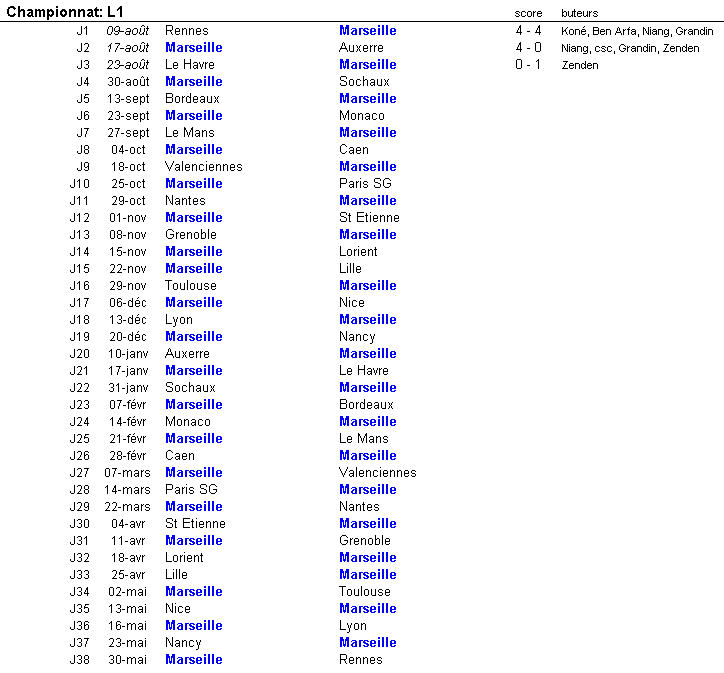 Championnat: L1 score buteurs
J1 09-août Rennes Marseille 4 - 4 Koné, Ben Arfa, Niang, Grandin
J2 17-août Marseille Auxerre 4 - 0 Niang, csc, Grandin, Zenden
J3 23-août Le Havre Marseille 0 - 1 Zenden
J4 30-août Marseille Sochaux
J5 13-sept Bordeaux Marseille
J6 23-sept Marseille Monaco
J7 27-sept Le Mans Marseille
J8 04-oct Marseille Caen
J9 18-oct Valenciennes Marseille
J10 25-oct Marseille Paris SG
J11 29-oct Nantes Marseille
J12 01-nov Marseille St Etienne
J13 08-nov Grenoble Marseille
J14 15-nov Marseille Lorient
J15 22-nov Marseille Lille
J16 29-nov Toulouse Marseille
J17 06-déc Marseille Nice
J18 13-déc Lyon Marseille
J19 20-déc Marseille Nancy
J20 10-janv Auxerre Marseille
J21 17-janv Marseille Le Havre
J22 31-janv Sochaux Marseille
J23 07-févr Marseille Bordeaux
J24 14-févr Monaco Marseille
J25 21-févr Marseille Le Mans
J26 28-févr Caen Marseille
J27 07-mars Marseille Valenciennes
J28 14-mars Paris SG Marseille
J29 22-mars Marseille Nantes
J30 04-avr St Etienne Marseille
J31 11-avr Marseille Grenoble
J32 18-avr Lorient Marseille
J33 25-avr Lille Marseille
J34 02-mai Marseille Toulouse
J35 13-mai Nice Marseille
J36 16-mai Marseille Lyon
J37 23-mai Nancy Marseille
J38 30-mai Marseille Rennes